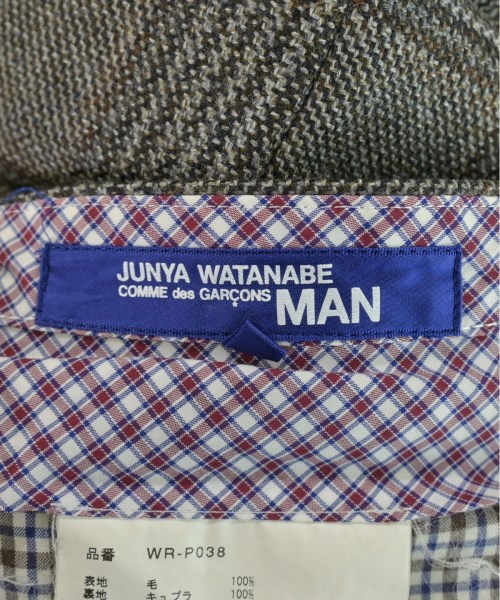 JUNYA WATANABE
COMME des GARÇONS MAN
品番 WR-P038
表地 毛 100%
裏地 キュプラ 100%